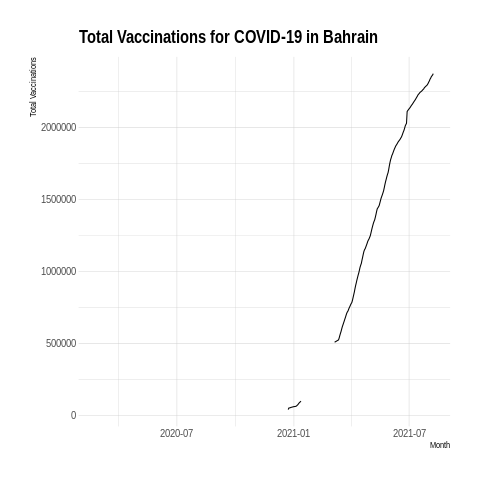 Total Vaccinations for COVID-19 in Bahrain
Total Vaccinations
2000000
1500000
1000000
500000
0
2020-07 2021-01 2021-07
Month